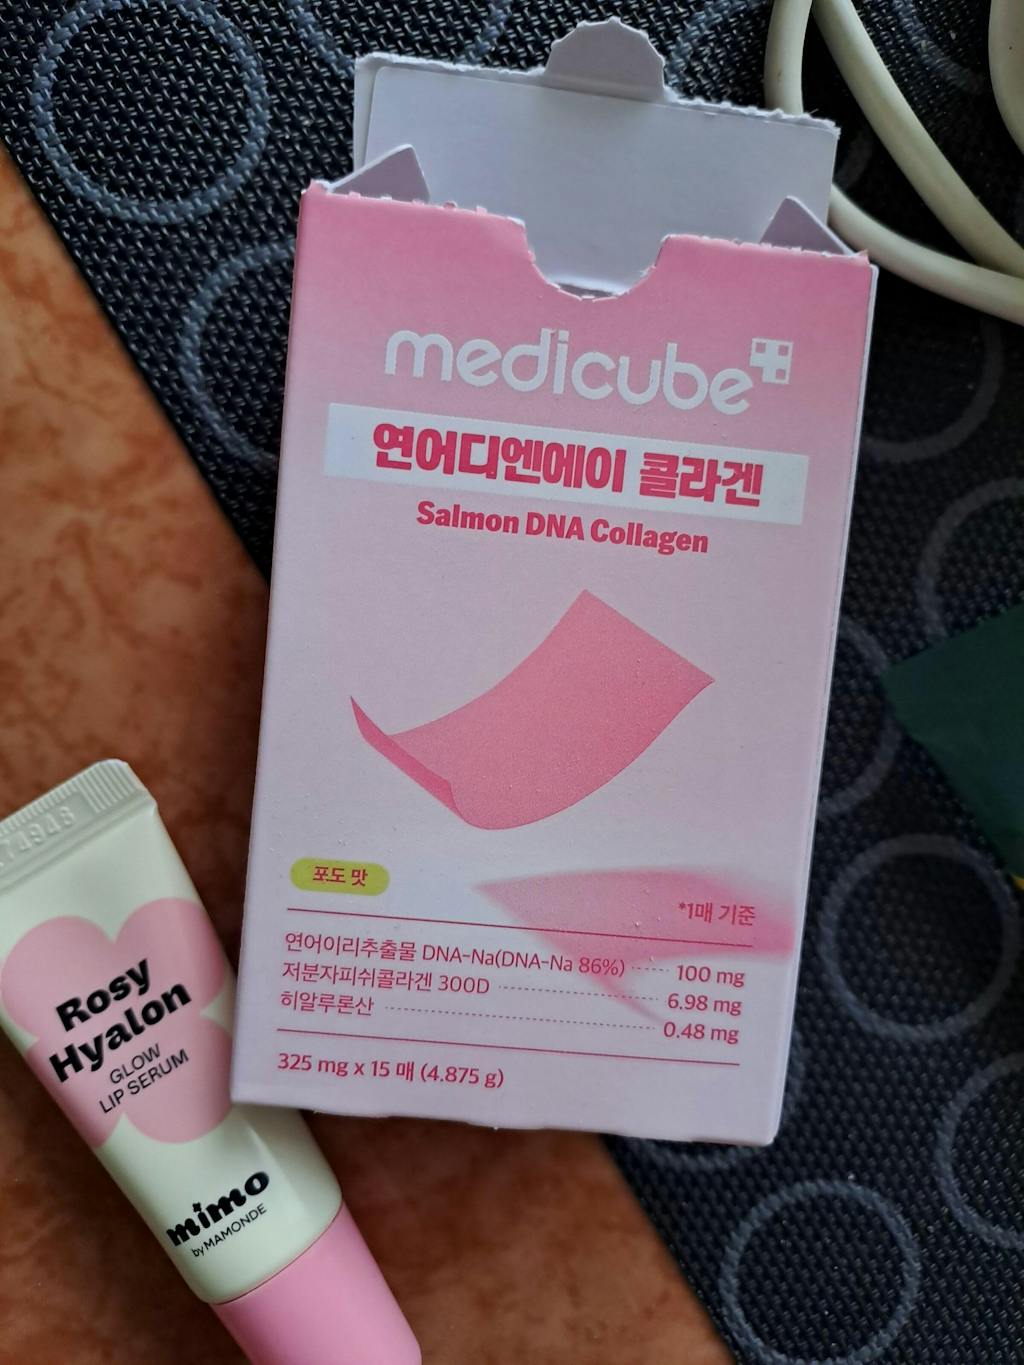 medicube
연어디엔에이 콜라겐
Salmon DNA Collagen
포도 맛
*1매 기준
연어이리추출물 DNA-Na(DNA-Na 86%) 100 mg
저분자피쉬콜라겐 300D 6.98 mg
히알루론산 0.48 mg
325 mg x 15 매 (4.875 g)
Rosy
Hyalon
GLOW
LIP SERUM
mimo
by MAMONDE